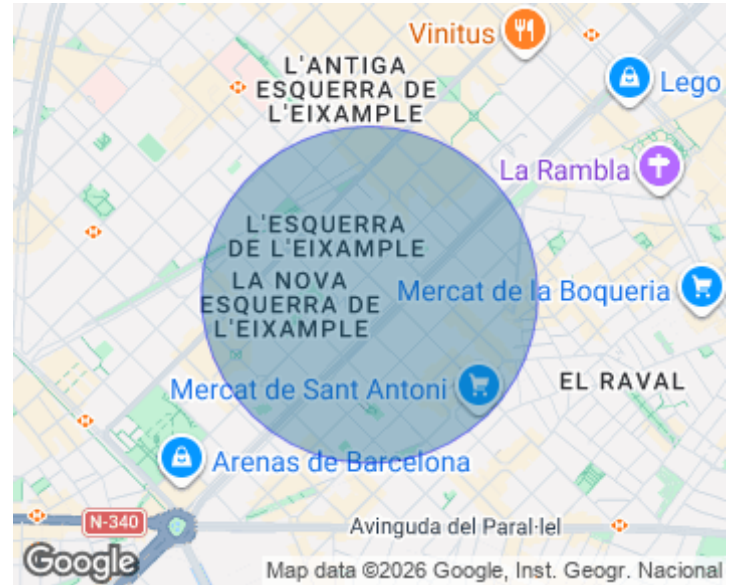 Vinitus
L'ANTIGA
ESQUERRA DE
L'EIXAMPLE
Lego
La Rambla
L'ESQUERRA
DE L'EIXAMPLE
LA NOVA
ESQUERRA DE
L'EIXAMPLE
Mercat de la Boqueria
Mercat de Sant Antoni
EL RAVAL
Arenas de Barcelona
N-340
Avinguda del Paral·lel
Google
Map data ©2026 Google, Inst. Geogr. Nacional